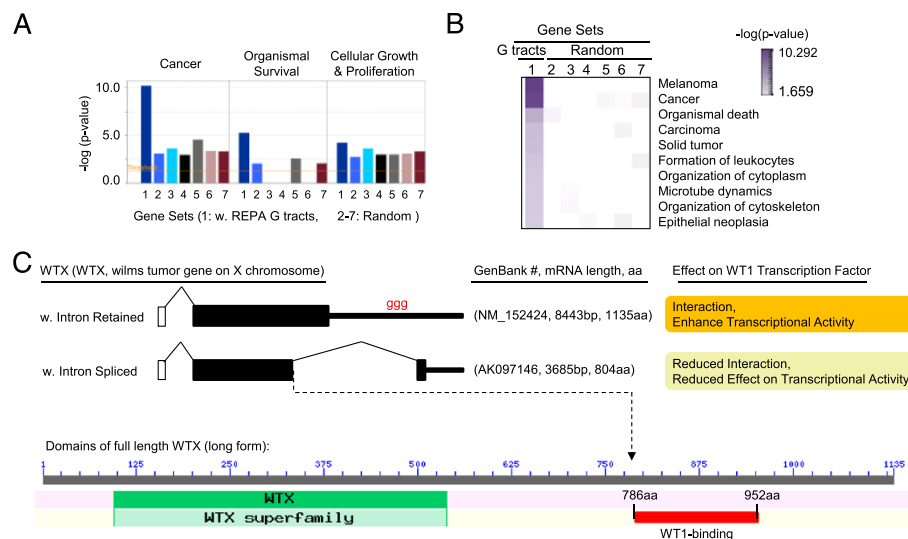 A
Cancer
Organismal
Survival
Cellular Growth
& Proliferation
-log (p-value)
10.0
5.0
0.0
Threshold
1 2 3 4 5 6 7 1 2 3 4 5 6 7 1 2 3 4 5 6 7
Gene Sets (1: w. REPA G tracts, 2-7: Random )
B
Gene Sets
G tracts Random
1 2 3 4 5 6 7
-log(p-value)
10.292
1.659
Melanoma
Cancer
Organismal death
Carcinoma
Solid tumor
Formation of leukocytes
Organization of cytoplasm
Microtube dynamics
Organization of cytoskeleton
Epithelial neoplasia
C
WTX (WTX, wilms tumor gene on X chromosome)
GenBank #, mRNA length, aa
Effect on WT1 Transcription Factor
w. Intron Retained
ggg
(NM_152424, 8443bp, 1135aa)
Interaction,
Enhance Transcriptional Activity
w. Intron Spliced
(AK097146, 3685bp, 804aa)
Reduced Interaction,
Reduced Effect on Transcriptional Activity
Domains of full length WTX (long form):
1 125 250 375 500 625 750 875 1000 1135
WTX
786aa 952aa
WTX superfamily
WT1-binding